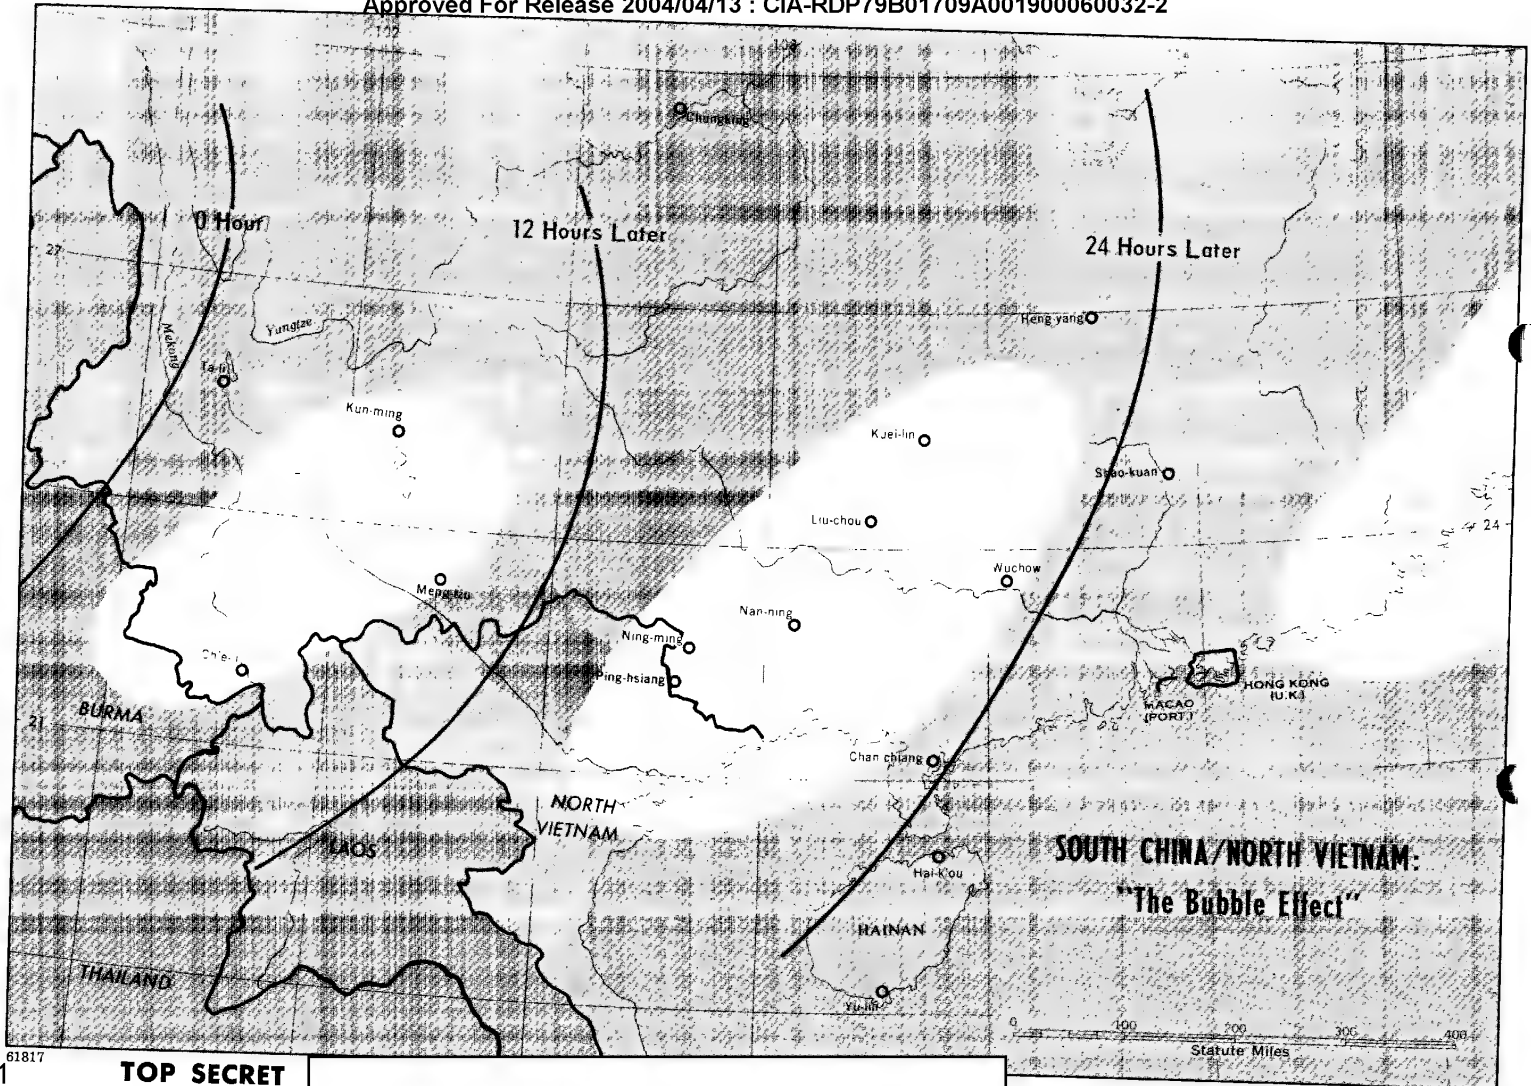 Approved For Release 2004/04/13 : CIA-RDP79B01709A001900060032-2
102
108
Chungking
0 Hour
12 Hours Later
24 Hours Later
27
Mekong
Yungtze
Heng-yang
Ta-li
Kun-ming
Kuei-lin
Shao-kuan
Liu-chou
24
Wuchow
Meng-tzu
Nan-ning
Ning-ming
Ping-hsiang
HONG KONG
(U.K.)
MACAO
(PORT.)
BURMA
21
Chan chiang
NORTH
VIETNAM
LAOS
SOUTH CHINA/NORTH VIETNAM:
"The Bubble Effect"
Hai-K'ou
HAINAN
THAILAND
Yu-lin
0 100 200 300 400
Statute Miles
61817
TOP SECRET